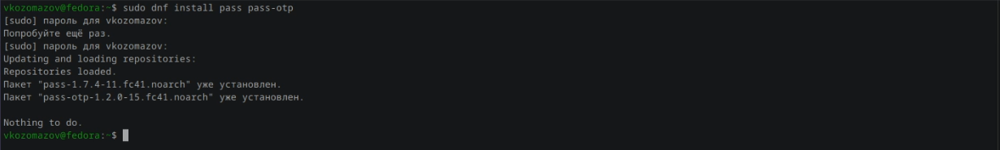 vkozomazov@fedora:~$ sudo dnf install pass pass-otp
[sudo] пароль для vkozomazov:
Попробуйте ещё раз.
[sudo] пароль для vkozomazov:
Updating and loading repositories:
Repositories loaded.
Пакет "pass-1.7.4-11.fc41.noarch" уже установлен.
Пакет "pass-otp-1.2.0-15.fc41.noarch" уже установлен.
Nothing to do.
vkozomazov@fedora:~$